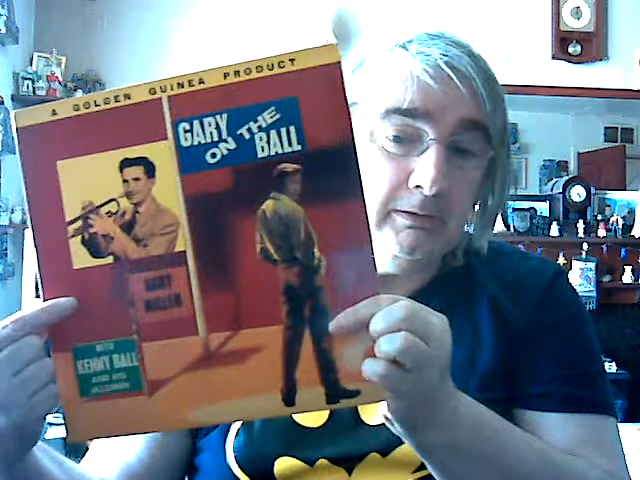 A GOLDEN GUINEA PRODUCT
GARY
ON THE
BALL
GARY
MILLER
WITH
KENNY BALL
AND HIS
JAZZMEN